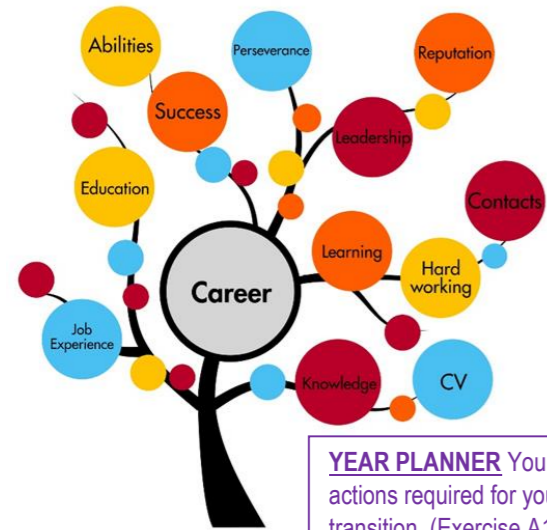 Abilities
Perseverance
Reputation
Success
Leadership
Education
Contacts
Learning
Hard
working
Career
Job
Experience
Knowledge
CV
YEAR PLANNER You
actions required for you
transition. (Exercise A